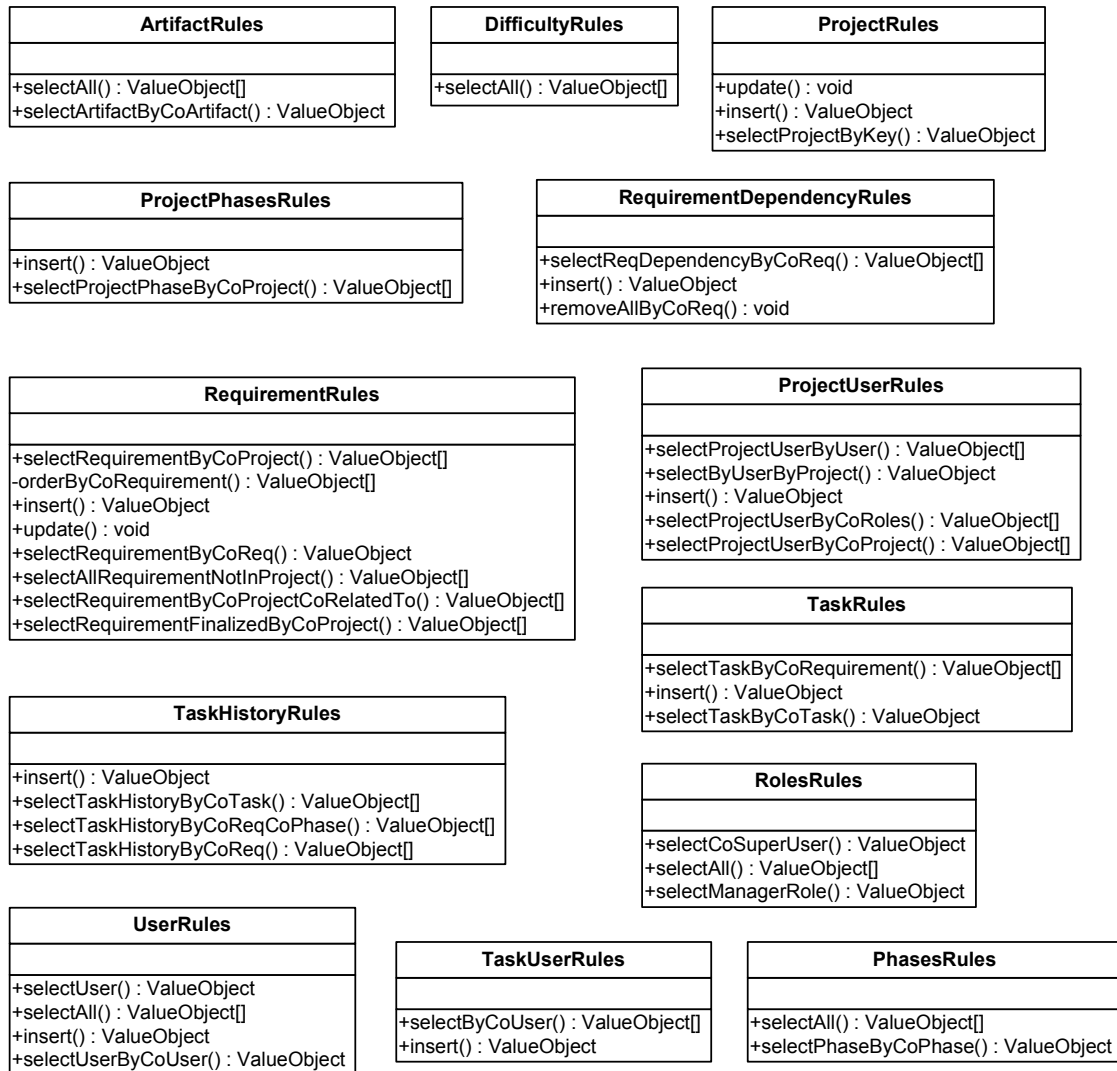 ArtifactRules
+selectAll() : ValueObject[]
+selectArtifactByCoArtifact() : ValueObject
DifficultyRules
+selectAll() : ValueObject[]
ProjectRules
+update() : void
+insert() : ValueObject
+selectProjectByKey() : ValueObject
ProjectPhasesRules
+insert() : ValueObject
+selectProjectPhaseByCoProject() : ValueObject[]
RequirementDependencyRules
+selectReqDependencyByCoReq() : ValueObject[]
+insert() : ValueObject
+removeAllByCoReq() : void
RequirementRules
+selectRequirementByCoProject() : ValueObject[]
-orderByCoRequirement() : ValueObject[]
+insert() : ValueObject
+update() : void
+selectRequirementByCoReq() : ValueObject
+selectAllRequirementNotInProject() : ValueObject[]
+selectRequirementByCoProjectCoRelatedTo() : ValueObject[]
+selectRequirementFinalizedByCoProject() : ValueObject[]
ProjectUserRules
+selectProjectUserByUser() : ValueObject[]
+selectByUserByProject() : ValueObject
+insert() : ValueObject
+selectProjectUserByCoRoles() : ValueObject[]
+selectProjectUserByCoProject() : ValueObject[]
TaskRules
+selectTaskByCoRequirement() : ValueObject[]
+insert() : ValueObject
+selectTaskByCoTask() : ValueObject
TaskHistoryRules
+insert() : ValueObject
+selectTaskHistoryByCoTask() : ValueObject[]
+selectTaskHistoryByCoReqCoPhase() : ValueObject[]
+selectTaskHistoryByCoReq() : ValueObject[]
RolesRules
+selectCoSuperUser() : ValueObject
+selectAll() : ValueObject[]
+selectManagerRole() : ValueObject
UserRules
+selectUser() : ValueObject
+selectAll() : ValueObject[]
+insert() : ValueObject
+selectUserByCoUser() : ValueObject
TaskUserRules
+selectByCoUser() : ValueObject[]
+insert() : ValueObject
PhasesRules
+selectAll() : ValueObject[]
+selectPhaseByCoPhase() : ValueObject